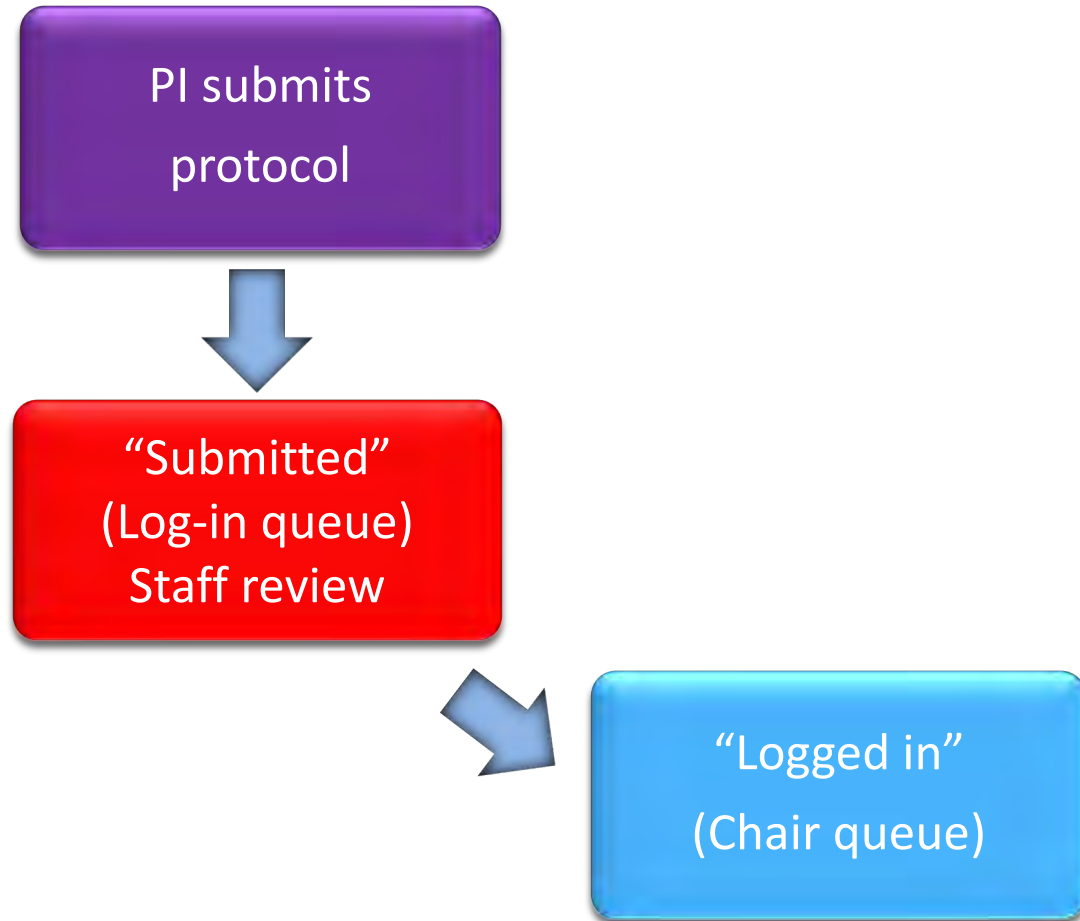 PI submits
protocol
“Submitted”
(Log-in queue)
Staff review
“Logged in”
(Chair queue)